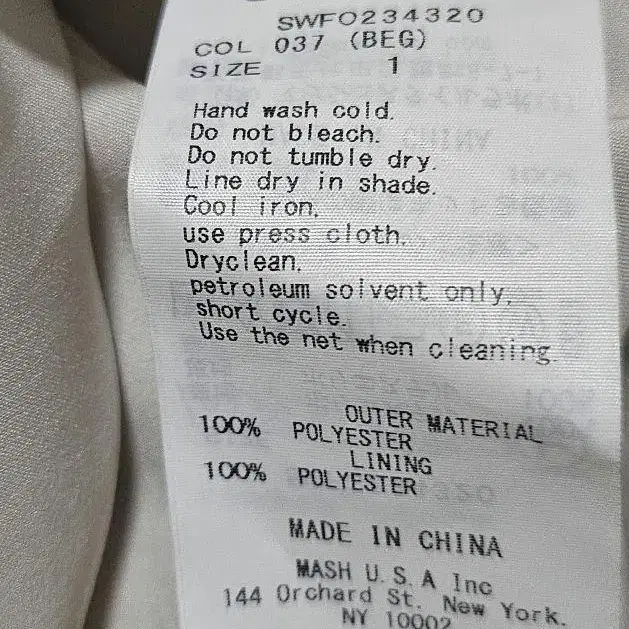 SWFO234320
COL 037 (BEG)
SIZE 1
Hand wash cold.
Do not bleach.
Do not tumble dry.
Line dry in shade.
Cool iron.
use press cloth.
Dryclean.
petroleum solvent only,
short cycle.
Use the net when cleaning.
OUTER MATERIAL
100% POLYESTER
LINING
100% POLYESTER
MADE IN CHINA
MASH U.S.A Inc
144 Orchard St. New York.
NY 10002